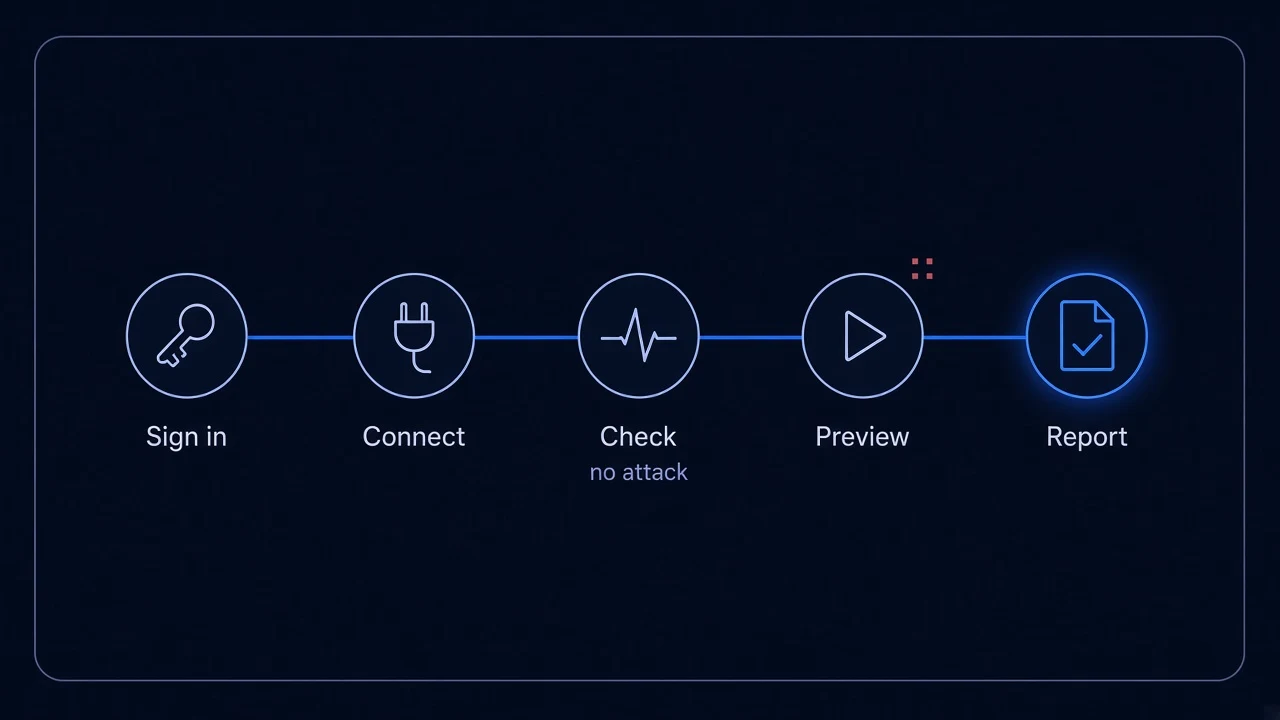 Sign in
Connect
Check
no attack
Preview
Report